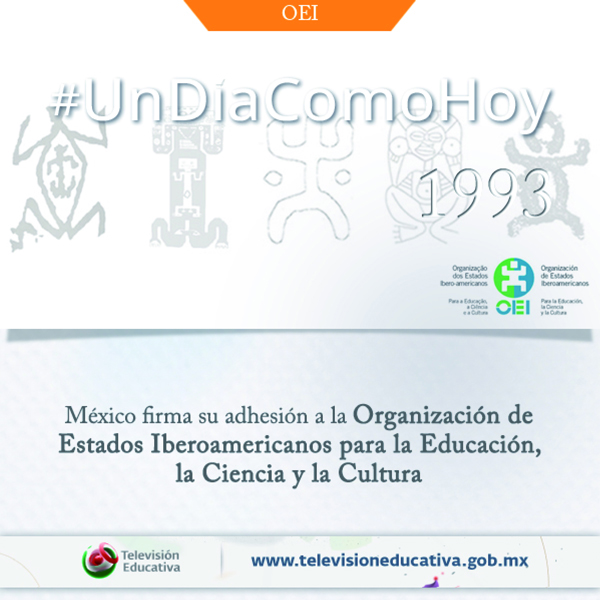 OEI
#UnDíaComoHoy
1993
Organização
dos Estados
Ibero-americanos
Para a Educação,
a Ciência
e a Cultura
OEI
Organización
de Estados
Iberoamericanos
Para la Educación,
la Ciencia
y la Cultura
México firma su adhesión a la Organización de
Estados Iberoamericanos para la Educación,
la Ciencia y la Cultura
Televisión
Educativa
www.televisioneducativa.gob.mx